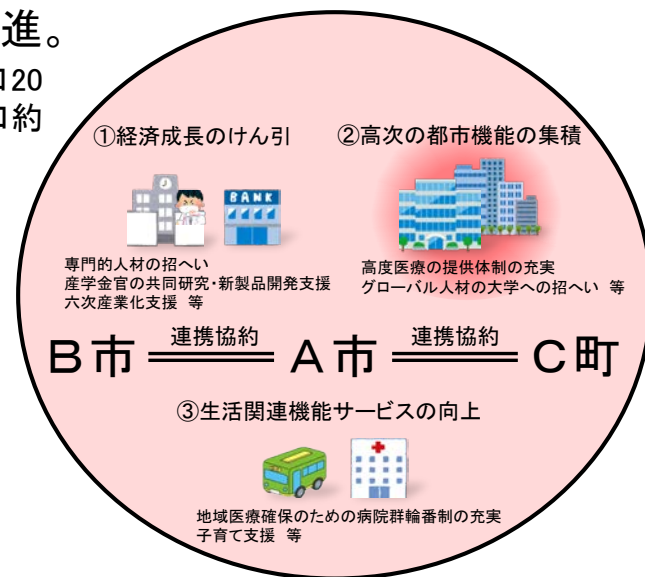 進。
口20
口約
①経済成長のけん引
②高次の都市機能の集積
BANK
専門的人材の招へい
産学金官の共同研究・新製品開発支援
六次産業化支援 等
高度医療の提供体制の充実
グローバル人材の大学への招へい 等
B市 連携協約 A市 連携協約 C町
③生活関連機能サービスの向上
地域医療確保のための病院群輪番制の充実
子育て支援 等